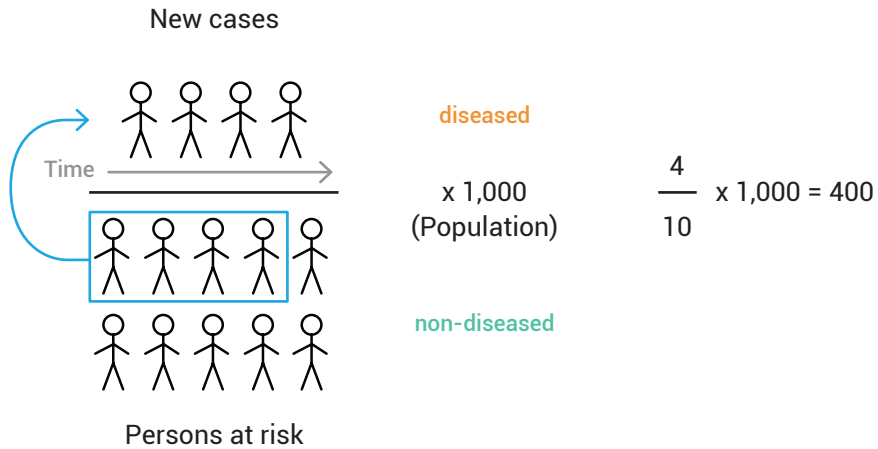 New cases
diseased
Time
x 1,000
(Population)
4
10
x 1,000 = 400
non-diseased
Persons at risk